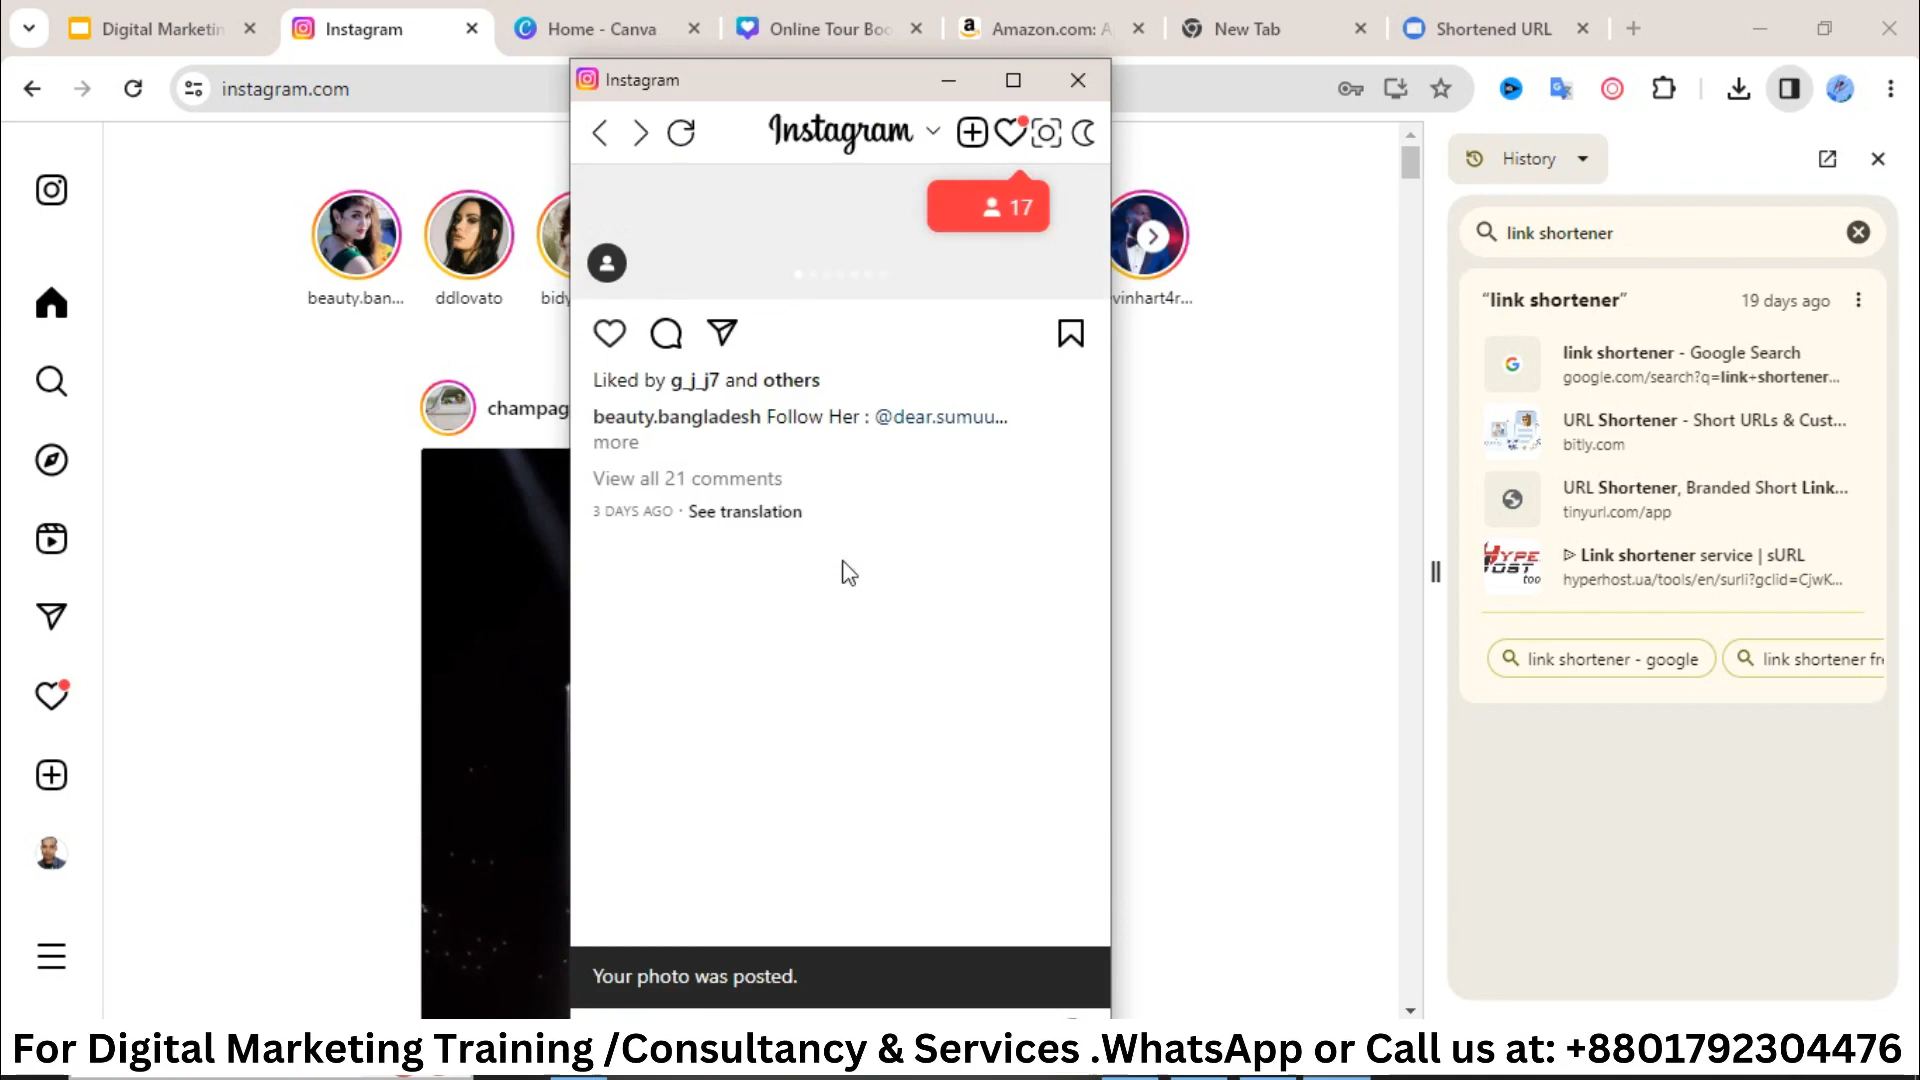 Digital Marketin
Instagram
Home - Canva
Online Tour Boo
Amazon.com: A
New Tab
Shortened URL
instagram.com
Instagram
Instagram
17
beauty.ban...
ddlovato
bidy
vinhart4r...
champag
Liked by g_j_j7 and others
beauty.bangladesh Follow Her : @dear.sumuu...
more
View all 21 comments
3 DAYS AGO · See translation
Your photo was posted.
History
link shortener
"link shortener"
19 days ago
link shortener - Google Search
google.com/search?q=link+shortener...
URL Shortener - Short URLs & Cust...
bitly.com
URL Shortener, Branded Short Link...
tinyurl.com/app
HYPE
HOST
too
Link shortener service | sURL
hyperhost.ua/tools/en/surli?gclid=CjwK...
link shortener - google
link shortener fr
For Digital Marketing Training /Consultancy & Services .WhatsApp or Call us at: +8801792304476